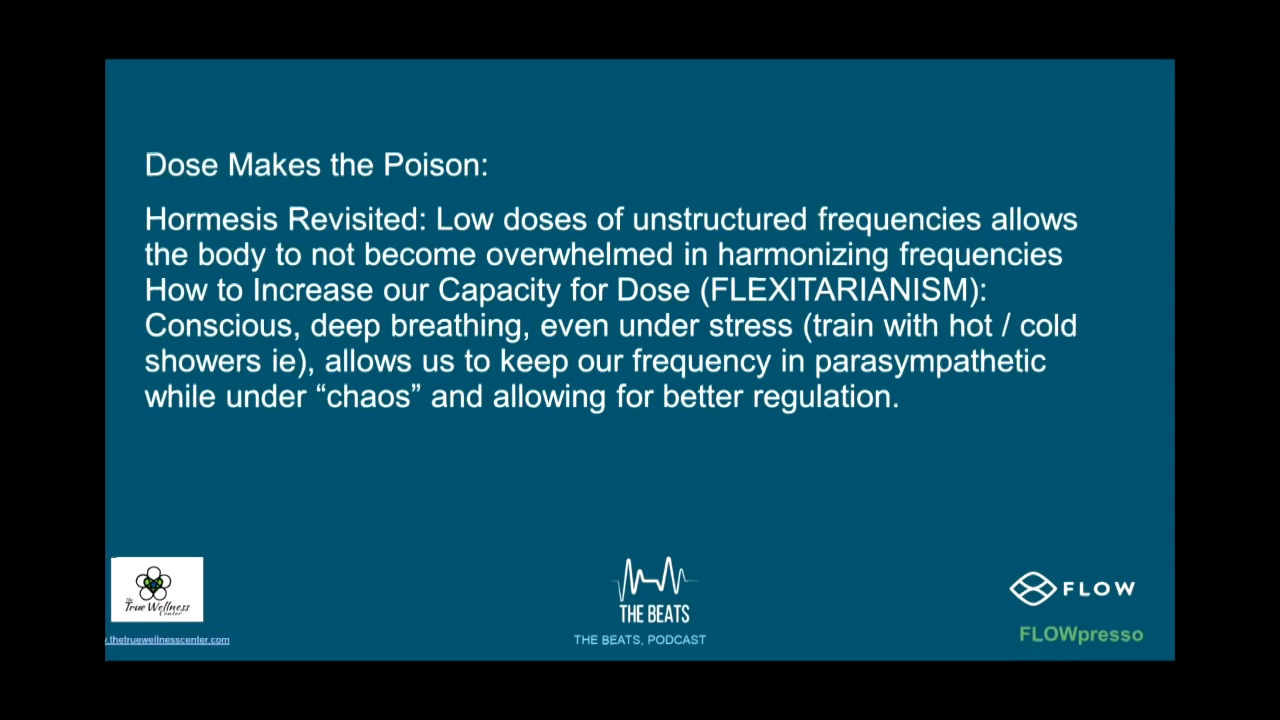 Dose Makes the Poison:
Hormesis Revisited: Low doses of unstructured frequencies allows
the body to not become overwhelmed in harmonizing frequencies
How to Increase our Capacity for Dose (FLEXITARIANISM):
Conscious, deep breathing, even under stress (train with hot / cold
showers ie), allows us to keep our frequency in parasympathetic
while under “chaos” and allowing for better regulation.
The
True Wellness
Center
.thetruewellnesscenter.com
THE BEATS
THE BEATS, PODCAST
FLOW
FLOWpresso